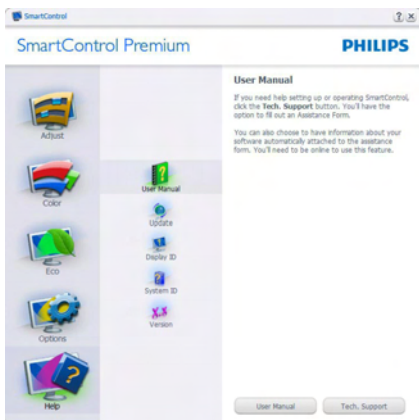 SmartControl
SmartControl Premium
PHILIPS
Adjust
Color
Eco
Options
Help
User Manual
Update
Display ID
System ID
Version
User Manual
If you need help setting up or operating SmartControl,
click the Tech. Support button. You'll have the
option to fill out an Assistance Form.
You can also choose to have information about your
software automatically attached to the assistance
form. You'll need to be online to use this feature.
User Manual
Tech. Support